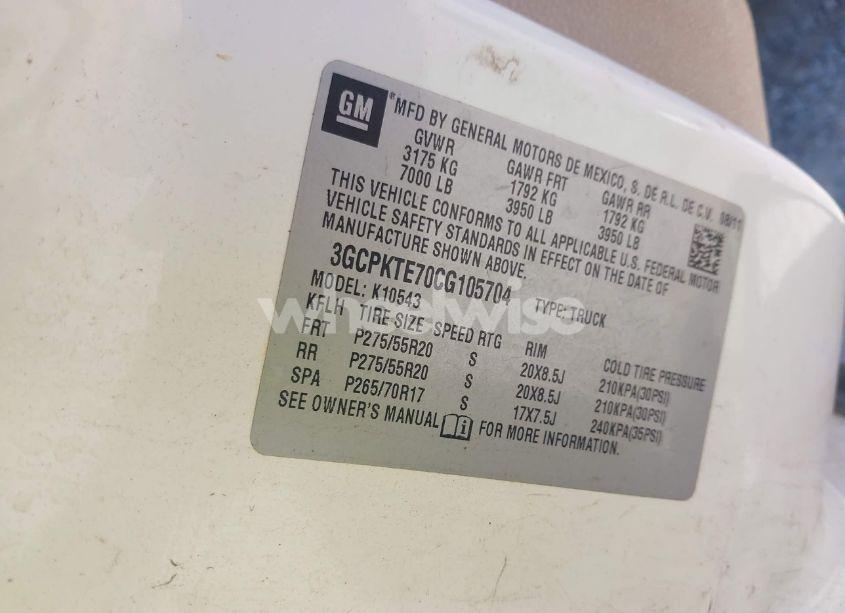 GM
®MFD BY GENERAL MOTORS DE MEXICO, S. DE R.L. DE C.V. 08/11
GVWR GAWR FRT GAWR RR
3175 KG 1792 KG 1792 KG
7000 LB 3950 LB 3950 LB
THIS VEHICLE CONFORMS TO ALL APPLICABLE U.S. FEDERAL MOTOR
VEHICLE SAFETY STANDARDS IN EFFECT ON THE DATE OF
MANUFACTURE SHOWN ABOVE.
3GCPKTE70CG105704 TYPE: TRUCK
MODEL: K10543
wheelwise
KFLH TIRE SIZE SPEED RTG RIM COLD TIRE PRESSURE
FRT P275/55R20 S 20X8.5J 210KPA(30PSI)
RR P275/55R20 S 20X8.5J 210KPA(30PSI)
SPA P265/70R17 S 17X7.5J 240KPA(35PSI)
SEE OWNER'S MANUAL FOR MORE INFORMATION.